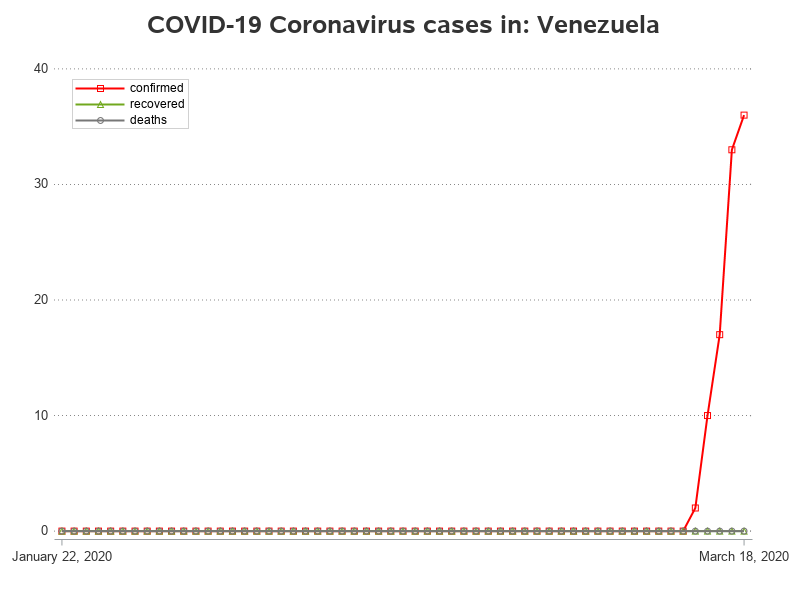 COVID-19 Coronavirus cases in: Venezuela
40
confirmed
recovered
deaths
30
20
10
0
January 22, 2020
March 18, 2020